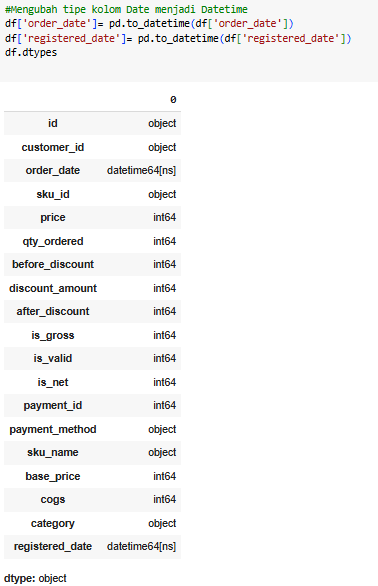 #Mengubah tipe kolom Date menjadi Datetime
df['order_date']= pd.to_datetime(df['order_date'])
df['registered_date']= pd.to_datetime(df['registered_date'])
df.dtypes
0
id object
customer_id object
order_date datetime64[ns]
sku_id object
price int64
qty_ordered int64
before_discount int64
discount_amount int64
after_discount int64
is_gross int64
is_valid int64
is_net int64
payment_id int64
payment_method object
sku_name object
base_price int64
cogs int64
category object
registered_date datetime64[ns]
dtype: object